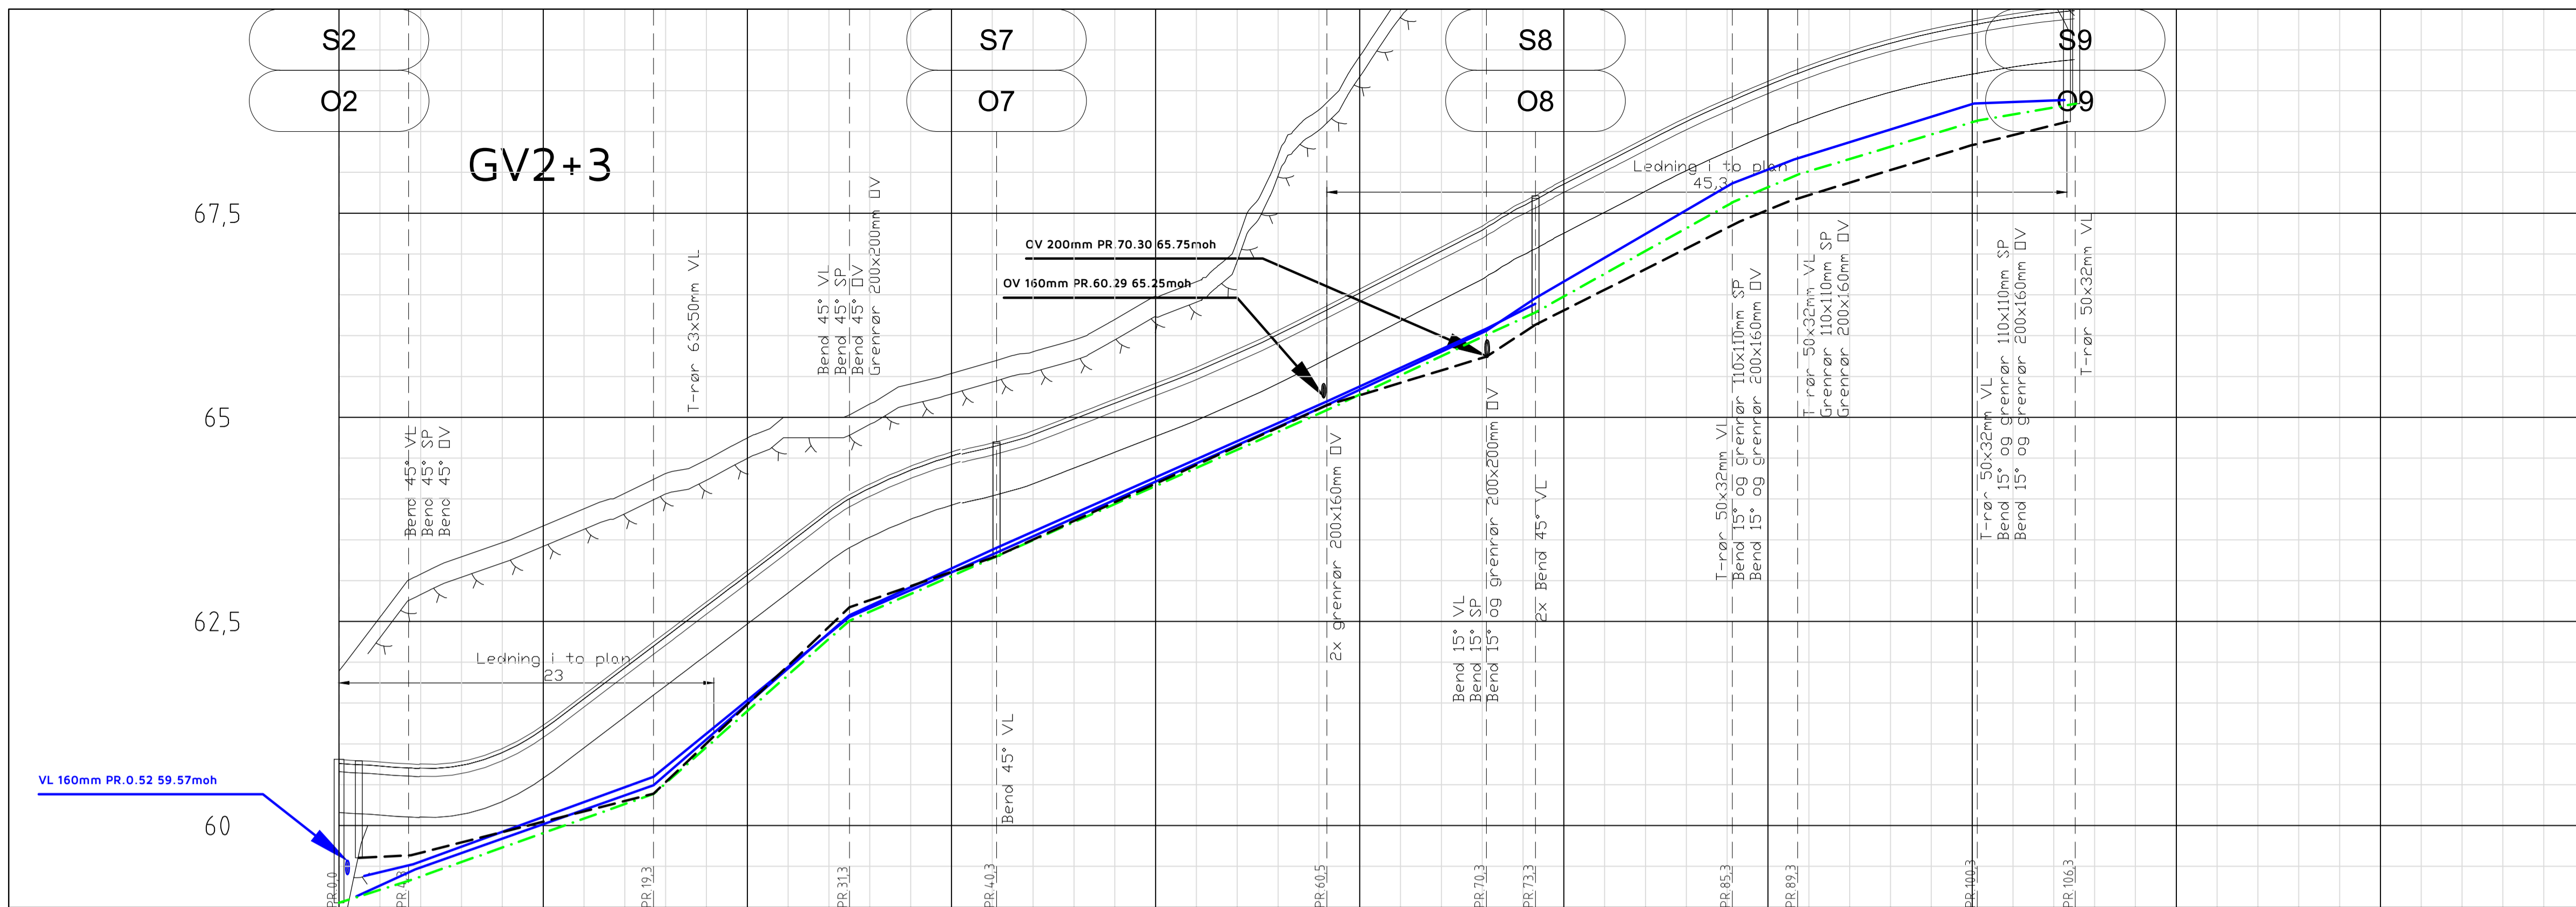 S2
S7
S8
S9
O2
O7
O8
O9
GV2+3
67,5
65
62,5
60
Ledning i to plan
45,3
OV 200mm PR.70.30 65.75moh
OV 160mm PR.60.29 65.25moh
Ledning i to plan
23
VL 160mm PR.0.52 59.57moh
Bend 45° VL
Bend 45° SP
Bend 45° □V
T-rør 63x50mm VL
Bend 45° VL
Bend 45° SP
Bend 45° □V
Grenrør 200x200mm □V
Bend 45° VL
2x grenrør 200x160mm □V
Bend 15° VL
Bend 15° SP
Bend 15° og grenrør 200x200mm □V
2x Bend 45° VL
T-rør 50x32mm VL
Bend 15° og grenrør 110x110mm SP
Bend 15° og grenrør 200x160mm □V
T-rør 50x32mm VL
Grenrør 110x110mm SP
Grenrør 200x160mm □V
T-rør 50x32mm VL
Bend 15° og grenrør 110x110mm SP
Bend 15° og grenrør 200x160mm □V
T-rør 50x32mm VL
PR.0,0
PR.19,3
PR.31,3
PR.40,3
PR.60,5
PR.70,3
PR.73,3
PR.85,3
PR.89,3
PR.100,3
PR.106,3